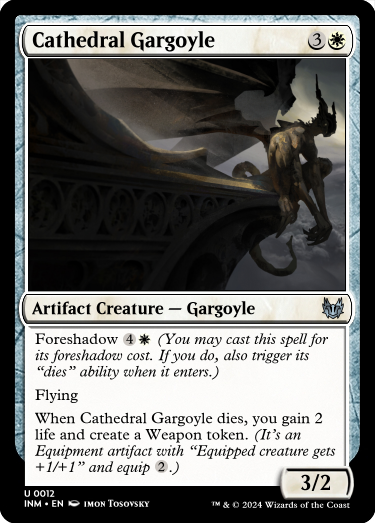 Cathedral Gargoyle 3
Artifact Creature — Gargoyle
Foreshadow 4 (You may cast this spell for
its foreshadow cost. If you do, also trigger its
“dies” ability when it enters.)
Flying
When Cathedral Gargoyle dies, you gain 2
life and create a Weapon token. (It’s an
Equipment artifact with “Equipped creature gets
+1/+1” and equip 2.)
3/2
U 0012
INM • EN Imon Tosovsky
™ & © 2024 Wizards of the Coast